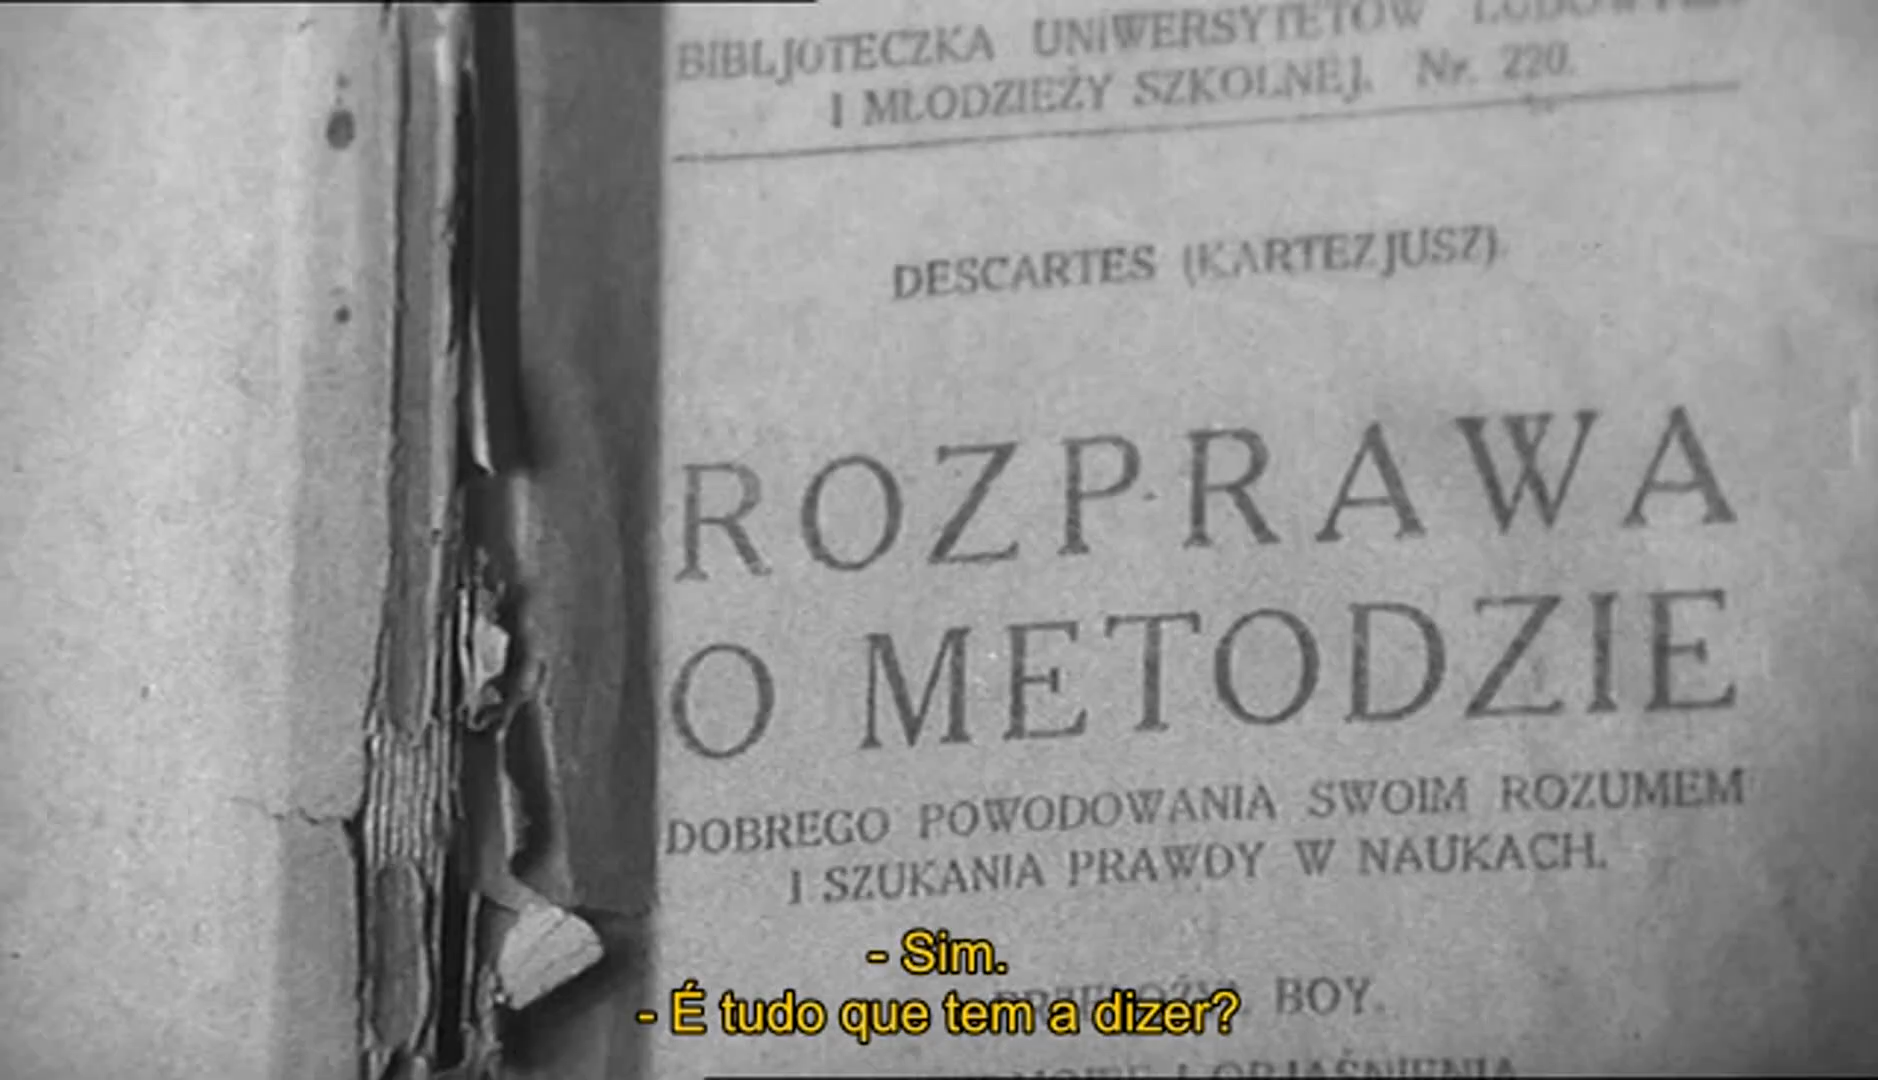 BIBLJOTECZKA UNIWERSYTETÓW
I MŁODZIEŻY SZKOLNEJ. Nr. 220.
DESCARTES (KARTEZJUSZ).
ROZPRAWA
O METODZIE
DOBREGO POWODOWANIA SWOIM ROZUMEM
I SZUKANIA PRAWDY W NAUKACH.
- Sim.
BOY.
- É tudo que tem a dizer?
I OBJAŚNIENIA